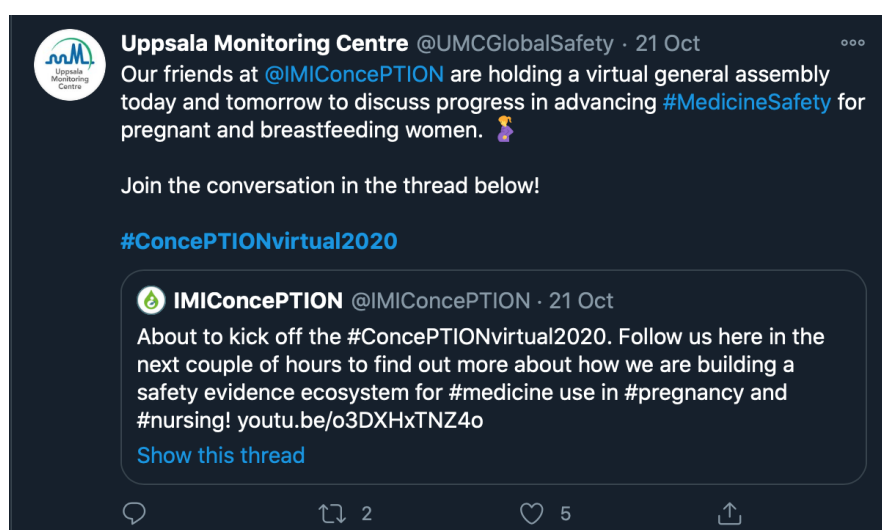 Uppsala Monitoring Centre @UMCGlobalSafety · 21 Oct
Uppsala
Monitoring
Centre
Our friends at @IMIConcePTION are holding a virtual general assembly
today and tomorrow to discuss progress in advancing #MedicineSafety for
pregnant and breastfeeding women.
Join the conversation in the thread below!
#ConcePTIONvirtual2020
IMIConcePTION @IMIConcePTION · 21 Oct
About to kick off the #ConcePTIONvirtual2020. Follow us here in the
next couple of hours to find out more about how we are building a
safety evidence ecosystem for #medicine use in #pregnancy and
#nursing! youtu.be/o3DXHxTNZ4o
Show this thread
2
5